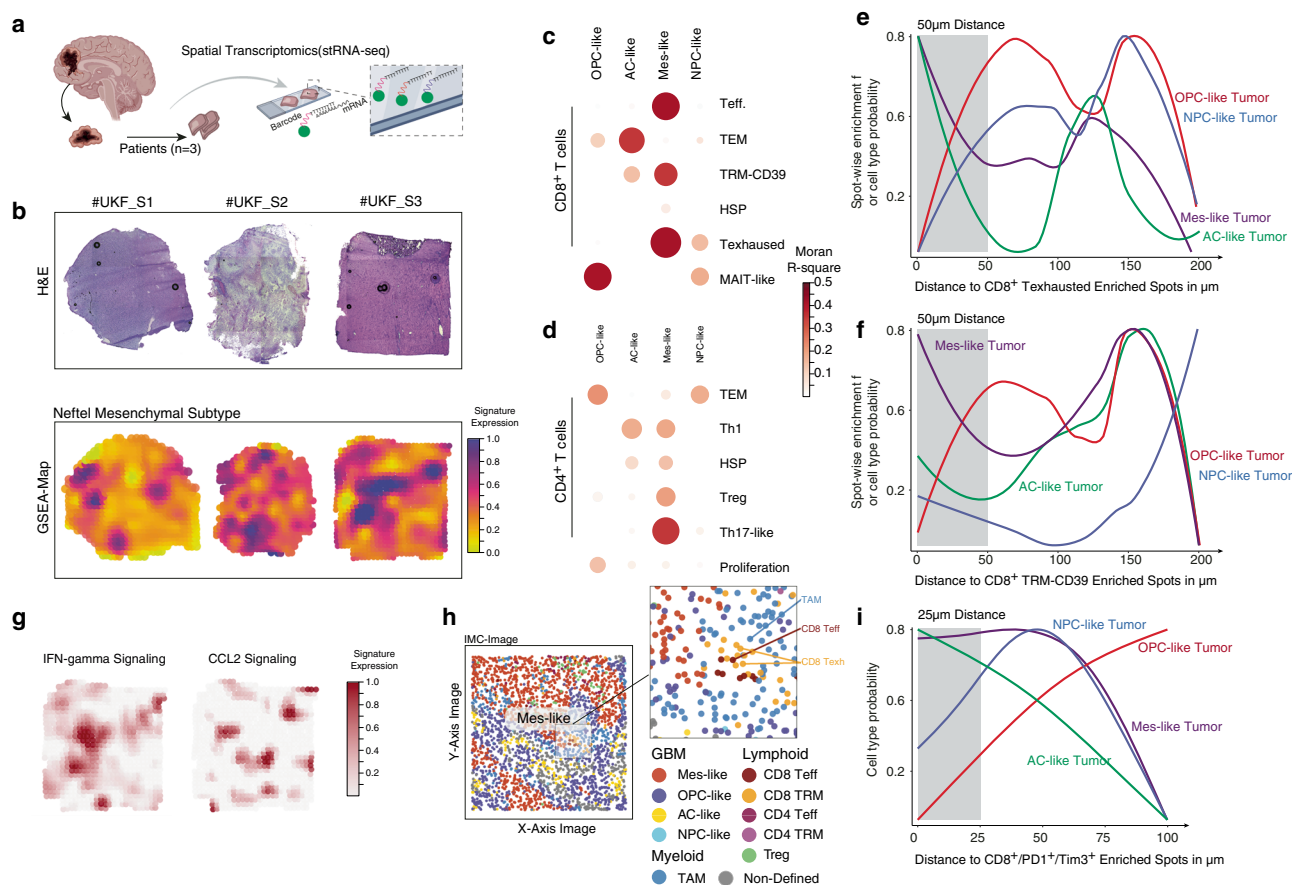 a
Spatial Transcriptomics(stRNA-seq)
Barcode
mRNA
Patients (n=3)
b
#UKF_S1
#UKF_S2
#UKF_S3
H&E
Neftel Mesenchymal Subtype
GSEA-Map
Signature
Expression
1.0
0.8
0.6
0.4
0.2
0.0
c
OPC-like
AC-like
Mes-like
NPC-like
CD8+ T cells
Teff.
TEM
TRM-CD39
HSP
Texhaused
MAIT-like
Moran
R-square
0.5
0.4
0.3
0.2
0.1
d
OPC-like
AC-like
Mes-like
NPC-like
CD4+ T cells
TEM
Th1
HSP
Treg
Th17-like
Proliferation
e
50µm Distance
Spot-wise enrichment f
or cell type probability
0.8
0.6
0.2
OPC-like Tumor
NPC-like Tumor
Mes-like Tumor
AC-like Tumor
0
50
100
150
200
Distance to CD8+ Texhausted Enriched Spots in µm
f
50µm Distance
Spot-wise enrichment f
or cell type probability
0.8
0.6
0.2
Mes-like Tumor
AC-like Tumor
OPC-like Tumor
NPC-like Tumor
0
50
100
150
200
Distance to CD8+ TRM-CD39 Enriched Spots in µm
g
IFN-gamma Signaling
CCL2 Signaling
Signature
Expression
1.0
0.8
0.6
0.4
0.2
h
IMC-Image
Y-Axis Image
X-Axis Image
Mes-like
TAM
CD8 Teff
CD8 Texh
GBM
Mes-like
OPC-like
AC-like
NPC-like
Myeloid
TAM
Lymphoid
CD8 Teff
CD8 TRM
CD4 Teff
CD4 TRM
Treg
Non-Defined
i
25µm Distance
Cell type probability
0.8
0.6
0.2
NPC-like Tumor
OPC-like Tumor
Mes-like Tumor
AC-like Tumor
0
25
50
75
100
Distance to CD8+/PD1+/Tim3+ Enriched Spots in µm